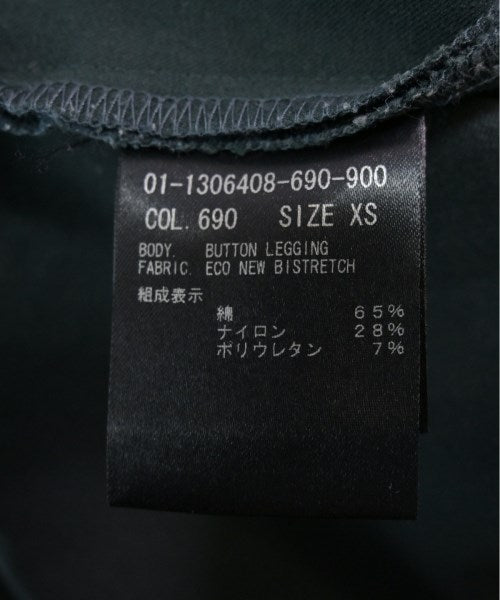 01-1306408-690-900
COL. 690 SIZE XS
BODY. BUTTON LEGGING
FABRIC. ECO NEW BISTRETCH
組成表示
綿 65%
ナイロン 28%
ポリウレタン 7%